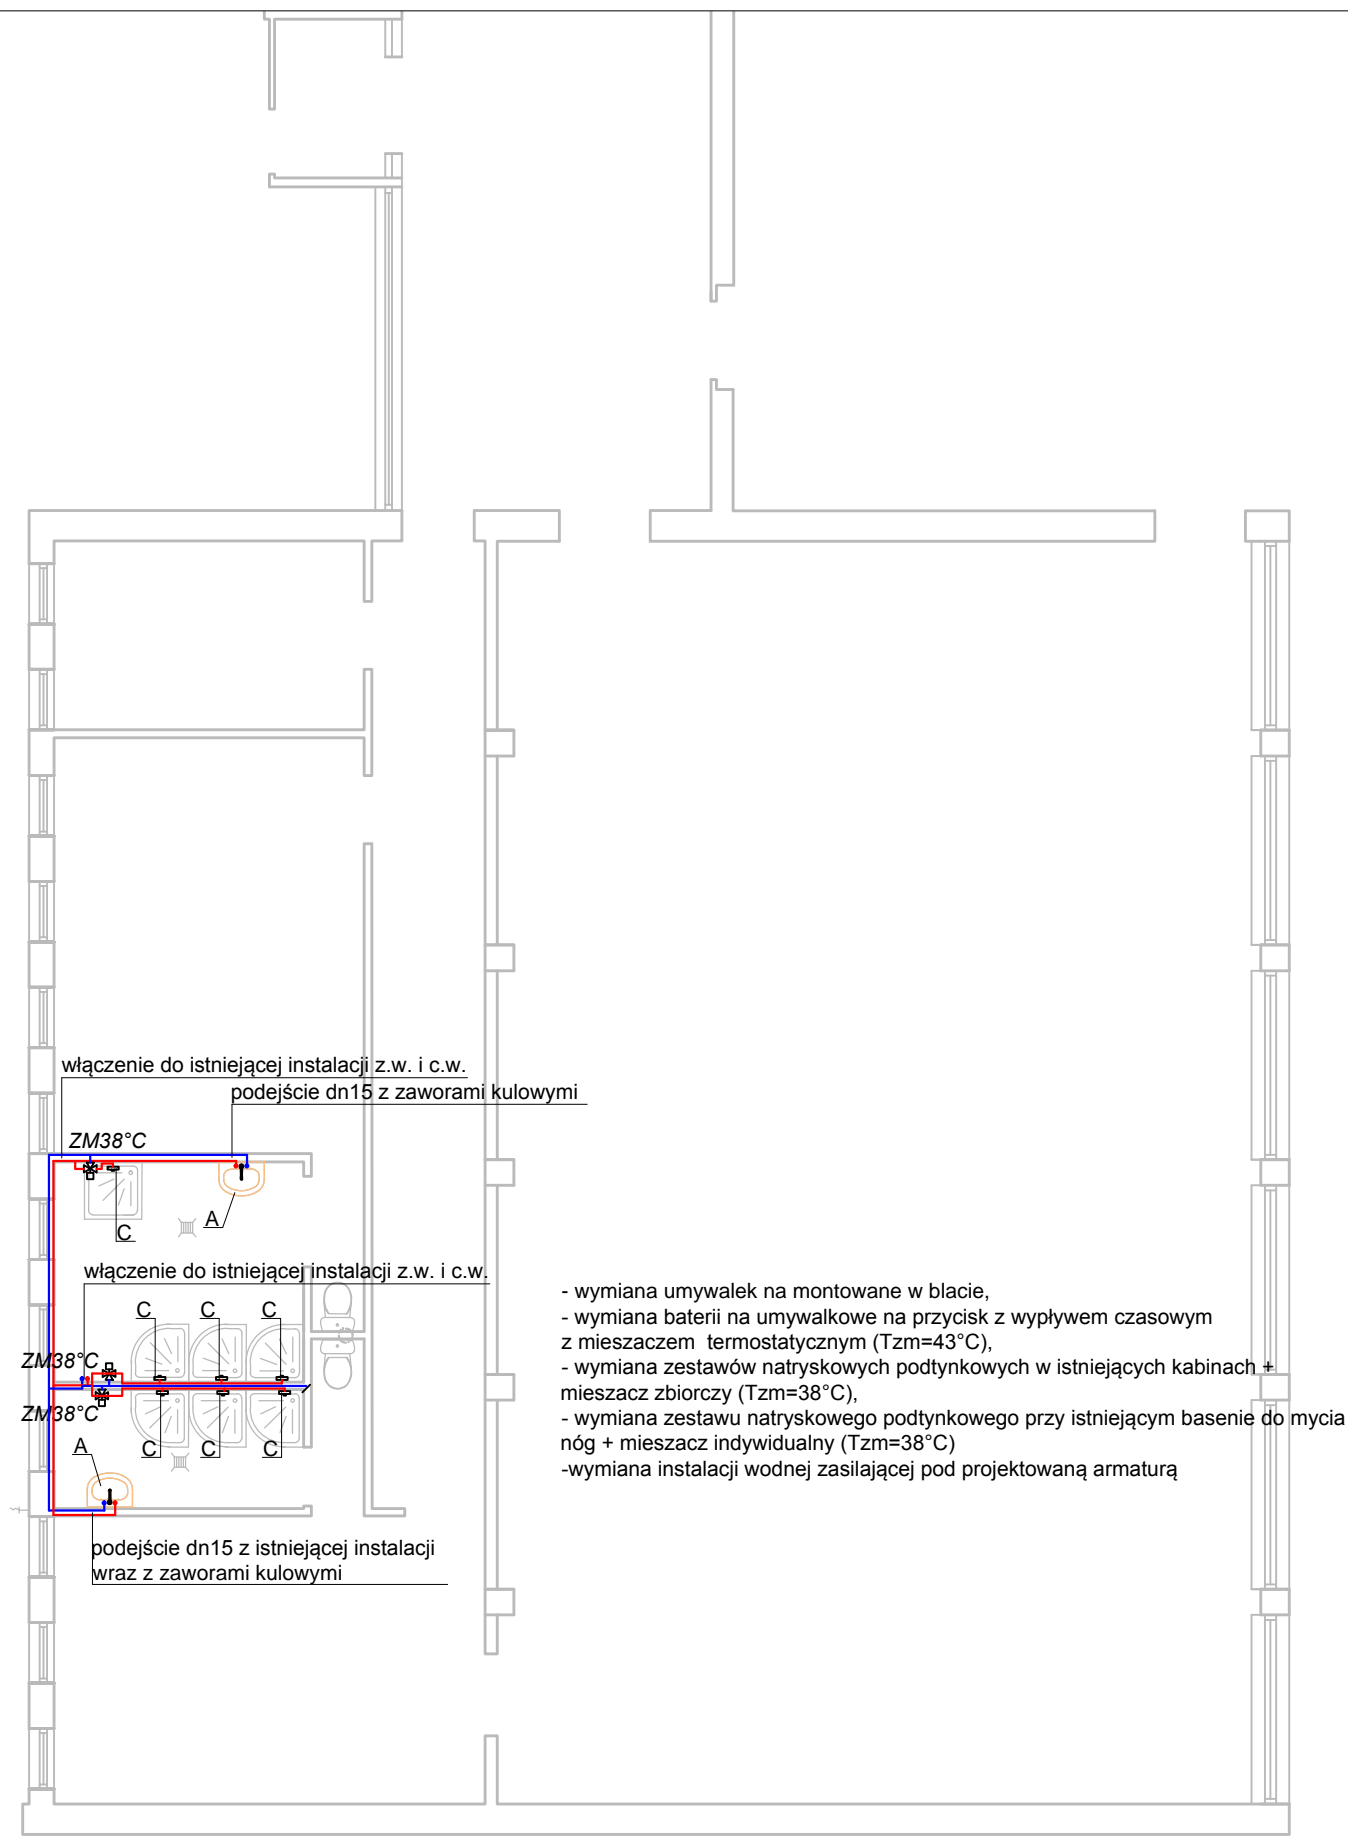 włączenie do istniejącej instalacji z.w. i c.w.
podejście dn15 z zaworami kulowymi
ZM38°C
C
A
włączenie do istniejącej instalacji z.w. i c.w.
C C C
ZM38°C
ZM38°C
A
C C C
podejście dn15 z istniejącej instalacji
wraz z zaworami kulowymi
- wymiana umywalek na montowane w blacie,
- wymiana baterii na umywalkowe na przycisk z wypływem czasowym
z mieszaczem termostatycznym (Tzm=43°C),
- wymiana zestawów natryskowych podtynkowych w istniejących kabinach +
mieszacz zbiorczy (Tzm=38°C),
- wymiana zestawu natryskowego podtynkowego przy istniejącym basenie do mycia
nóg + mieszacz indywidualny (Tzm=38°C)
-wymiana instalacji wodnej zasilającej pod projektowaną armaturą